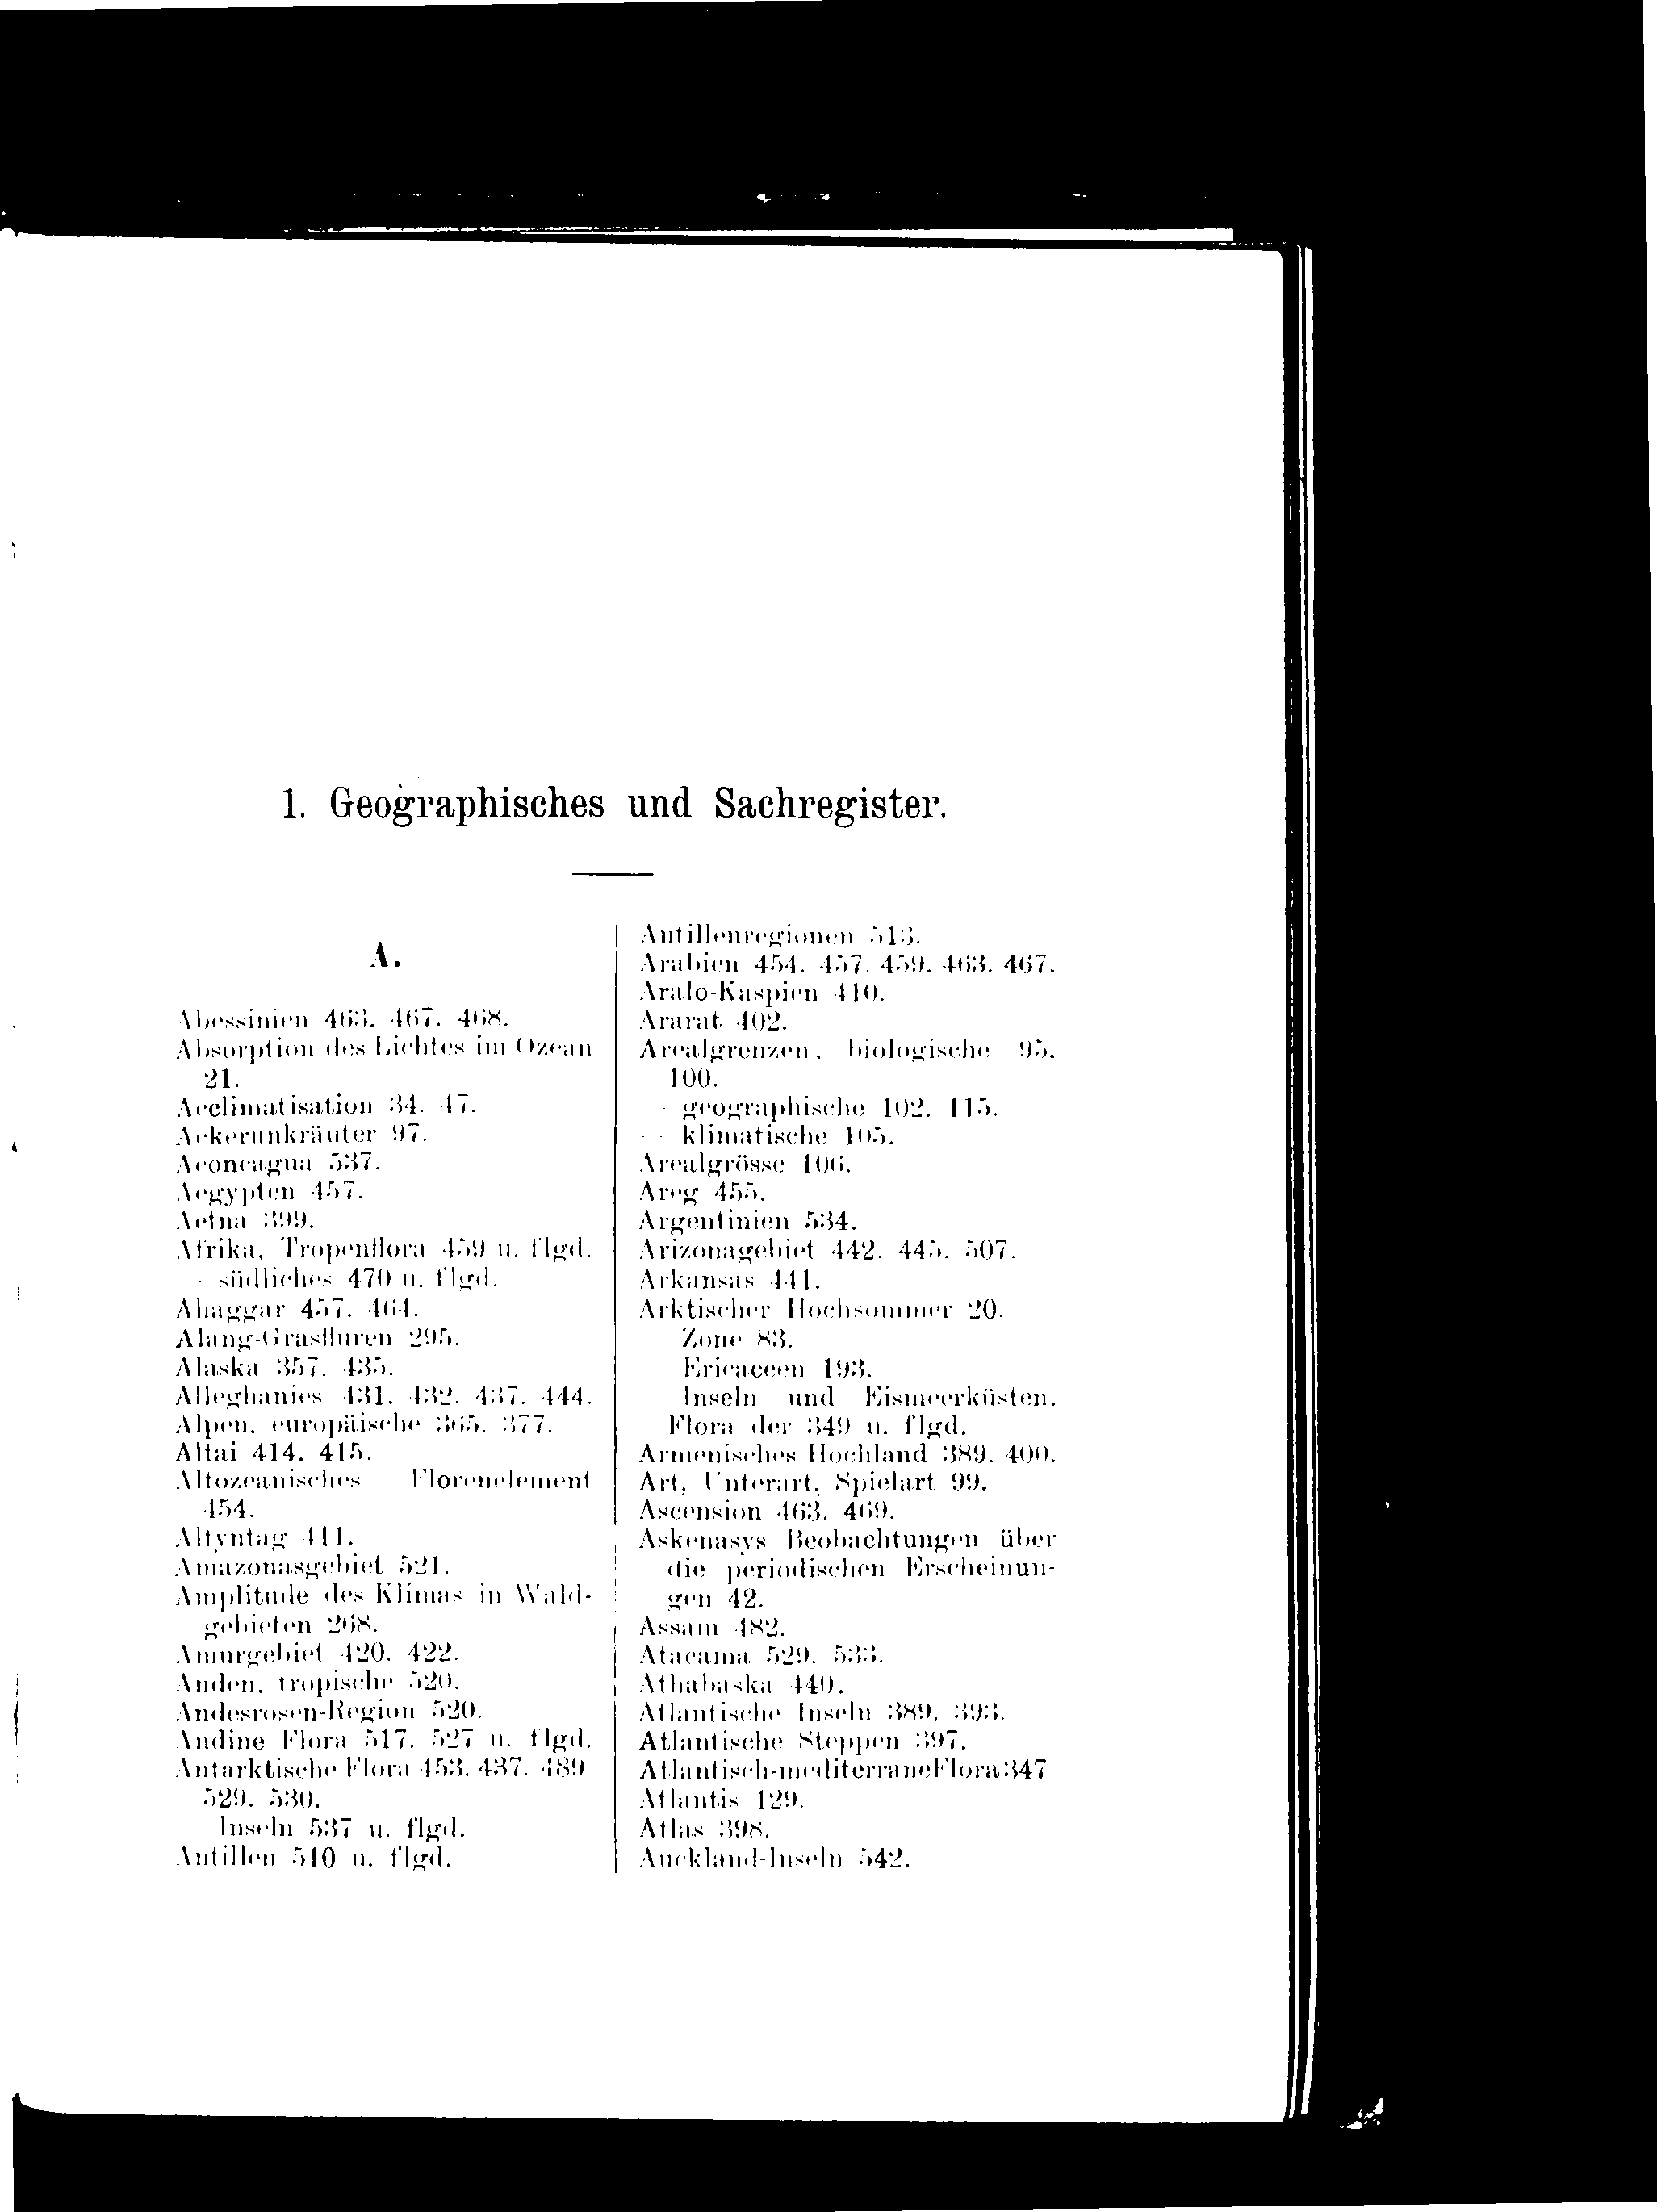 1. Geographisches und Sachregister.
A.
Abessinien 463. 467. 468.
Absorption des Lichtes im Ozean
21.
Acclimatisation 34. 47.
Ackerunkräuter 97.
Aconcagua 537.
Aegypten 457.
Aetna 399.
Afrika, Tropenflora 459 u. flgd.
— südliches 470 u. flgd.
Ahaggar 457. 464.
Alang-Grasfluren 295.
Alaska 357. 435.
Alleghanies 431. 432. 437. 444.
Alpen, europäische 365. 377.
Altai 414. 415.
Altozeanisches Florenelement
454.
Altyntag 411.
Amazonasgebiet 521.
Amplitude des Klimas in Wald-
gebieten 268.
Amurgebiet 420. 422.
Anden, tropische 520.
Andesrosen-Region 520.
Andine Flora 517. 527 u. flgd.
Antarktische Flora 453. 437. 489
529. 530.
Inseln 537 u. flgd.
Antillen 510 u. flgd.
Antillenregionen 513.
Arabien 454. 457. 459. 463. 467.
Aralo-Kaspien 410.
Ararat 402.
Arealgrenzen, biologische 95.
100.
- geographische 102. 115.
- - klimatische 105.
Arealgrösse 106.
Areg 455.
Argentinien 534.
Arizonagebiet 442. 445. 507.
Arkansas 441.
Arktischer Hochsommer 20.
Zone 83.
Ericaceen 193.
- Inseln und Eismeerküsten.
Flora der 349 u. flgd.
Armenisches Hochland 389. 400.
Art, Unterart, Spielart 99.
Ascension 463. 469.
Askenasys Beobachtungen über
die periodischen Erscheinun-
gen 42.
Assam 482.
Atacama 529. 533.
Athabaska 440.
Atlantische Inseln 389. 393.
Atlantische Steppen 397.
Atlantisch-mediterraneFlora347
Atlantis 129.
Atlas 398.
Auckland-Inseln 542.